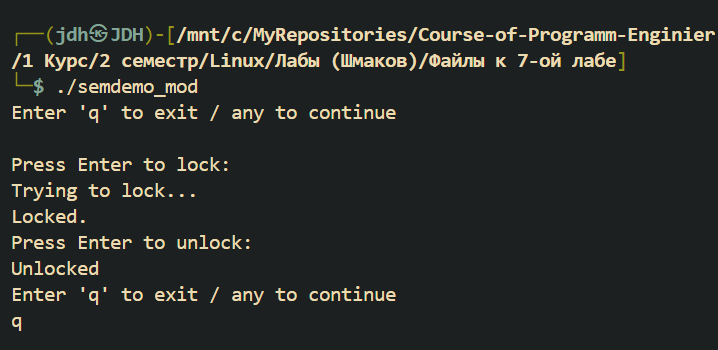 ┌──(jdh㉿JDH)-[/mnt/c/MyRepositories/Course-of-Programm-Enginier
/1 Курс/2 семестр/Linux/Лабы (Шмаков)/Файлы к 7-ой лабе]
└─$ ./semdemo_mod
Enter 'q' to exit / any to continue

Press Enter to lock:
Trying to lock...
Locked.
Press Enter to unlock:
Unlocked
Enter 'q' to exit / any to continue
q